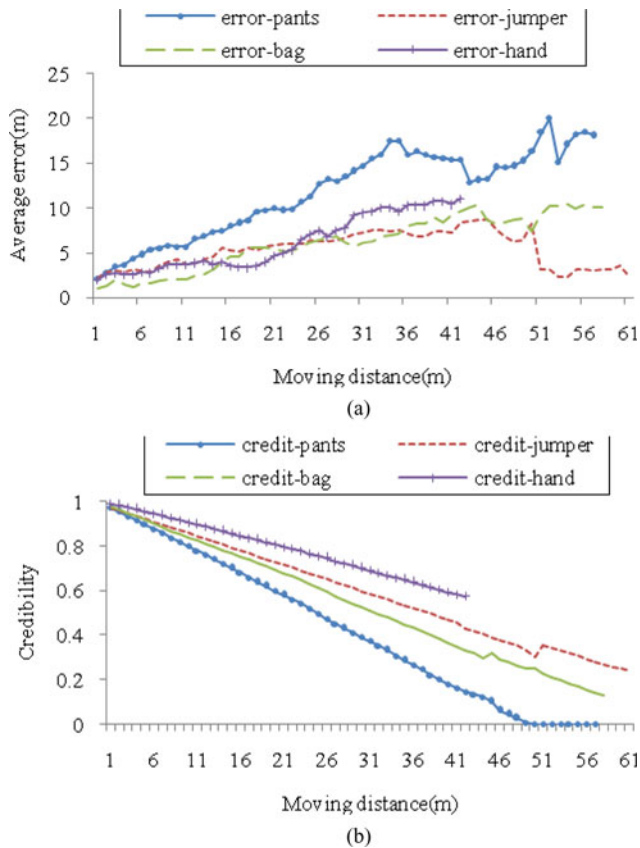 error-pants error-jumper
error-bag error-hand
25
20
15
10
5
0
Average error(m)
1 6 11 16 21 26 31 36 41 46 51 56 61
Moving distance(m)
(a)
credit-pants credit-jumper
credit-bag credit-hand
1
0.8
0.6
0.4
0.2
0
Credibility
1 6 11 16 21 26 31 36 41 46 51 56 61
Moving distance(m)
(b)